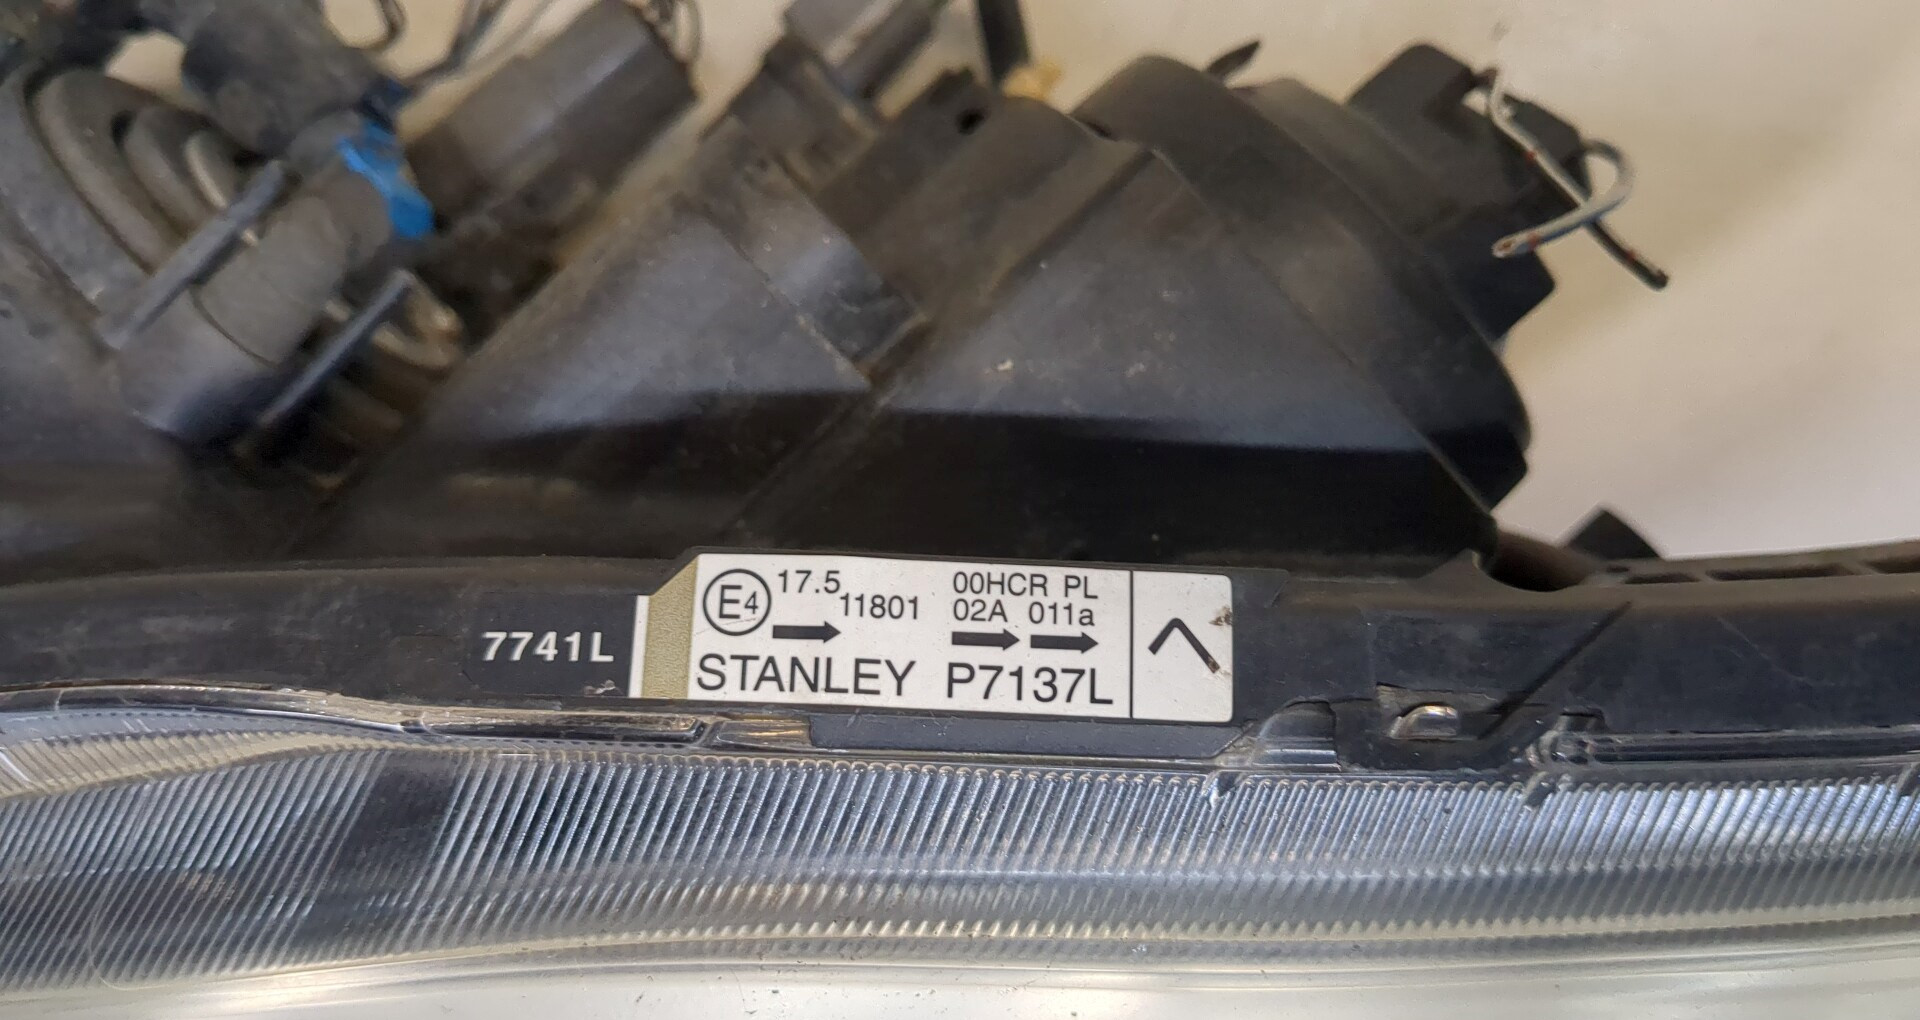 7741L
E4 17.5 11801 00HCR PL
02A 011a
→ → →
STANLEY P7137L